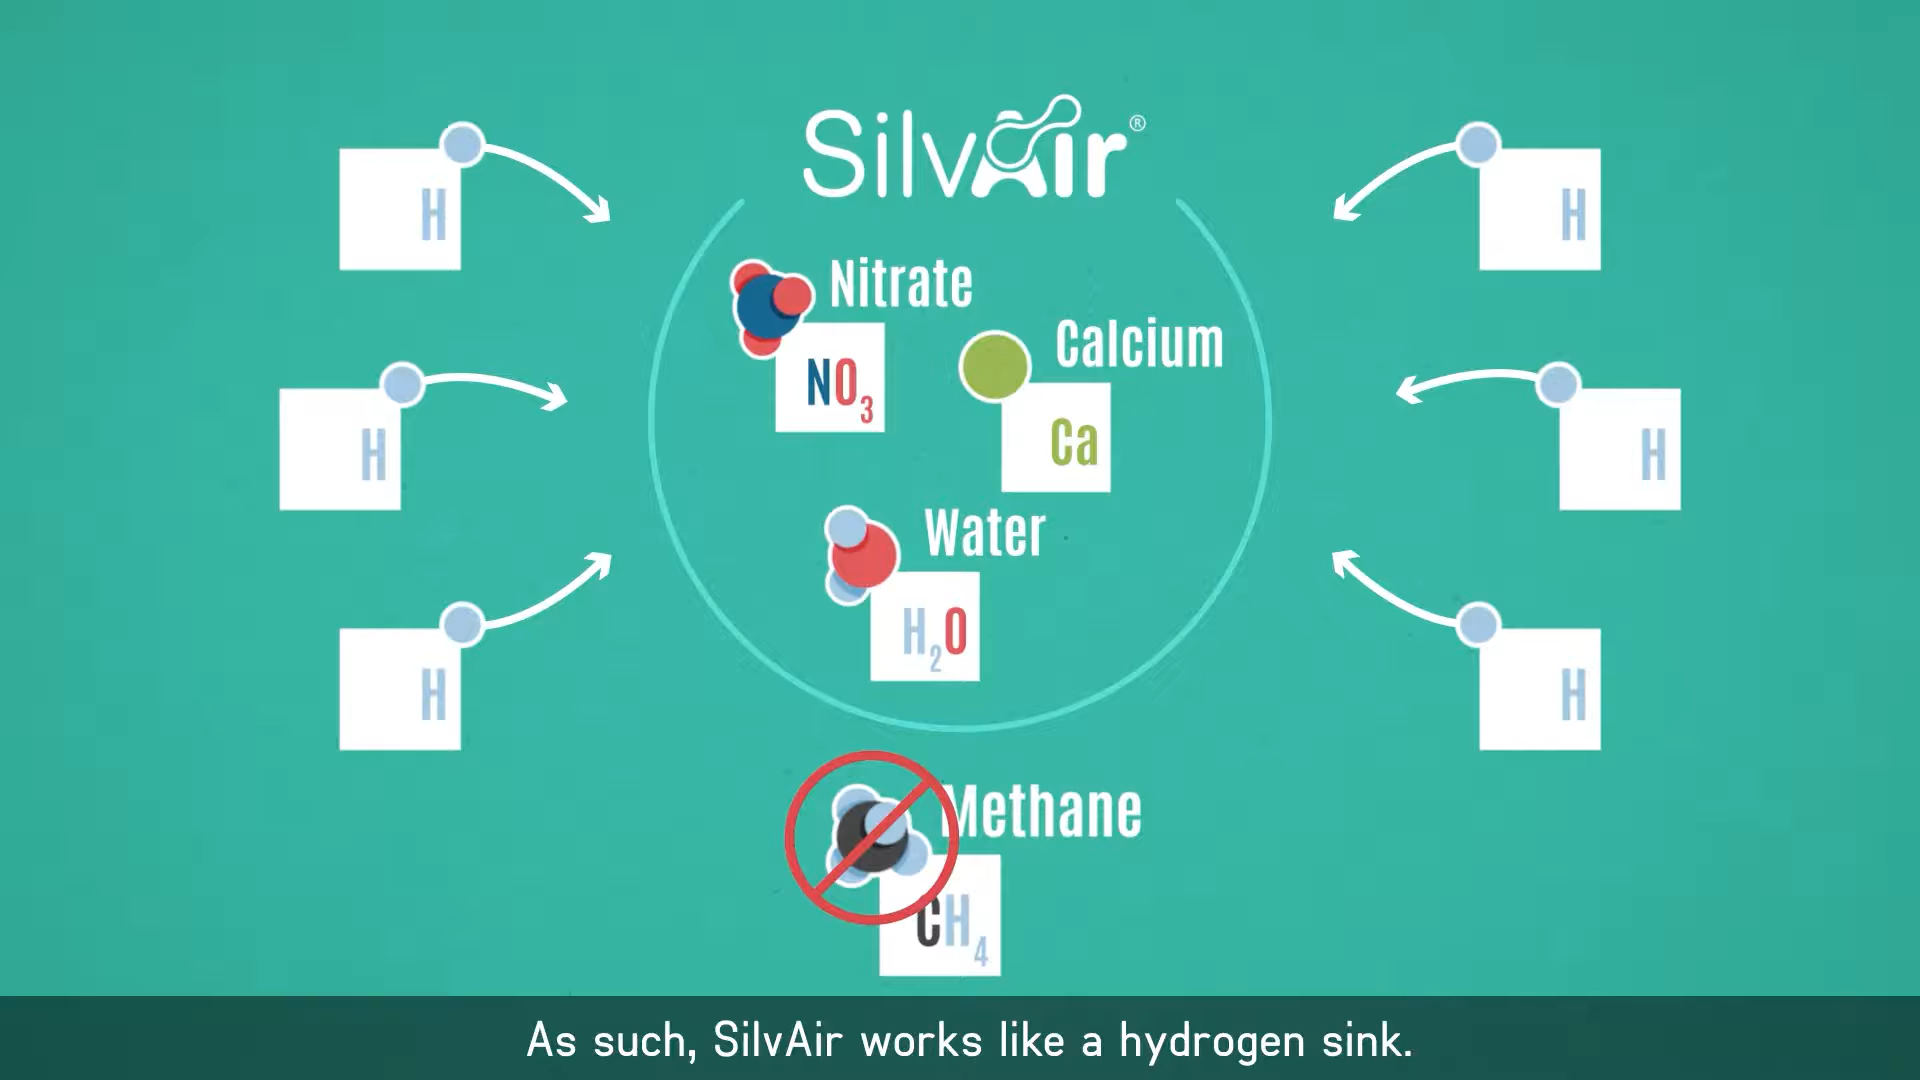 SilvAir®
H
H
Nitrate
Calcium
NO₃
Ca
H
H
Water
H₂O
H
H
Methane
CH₄
As such, SilvAir works like a hydrogen sink.